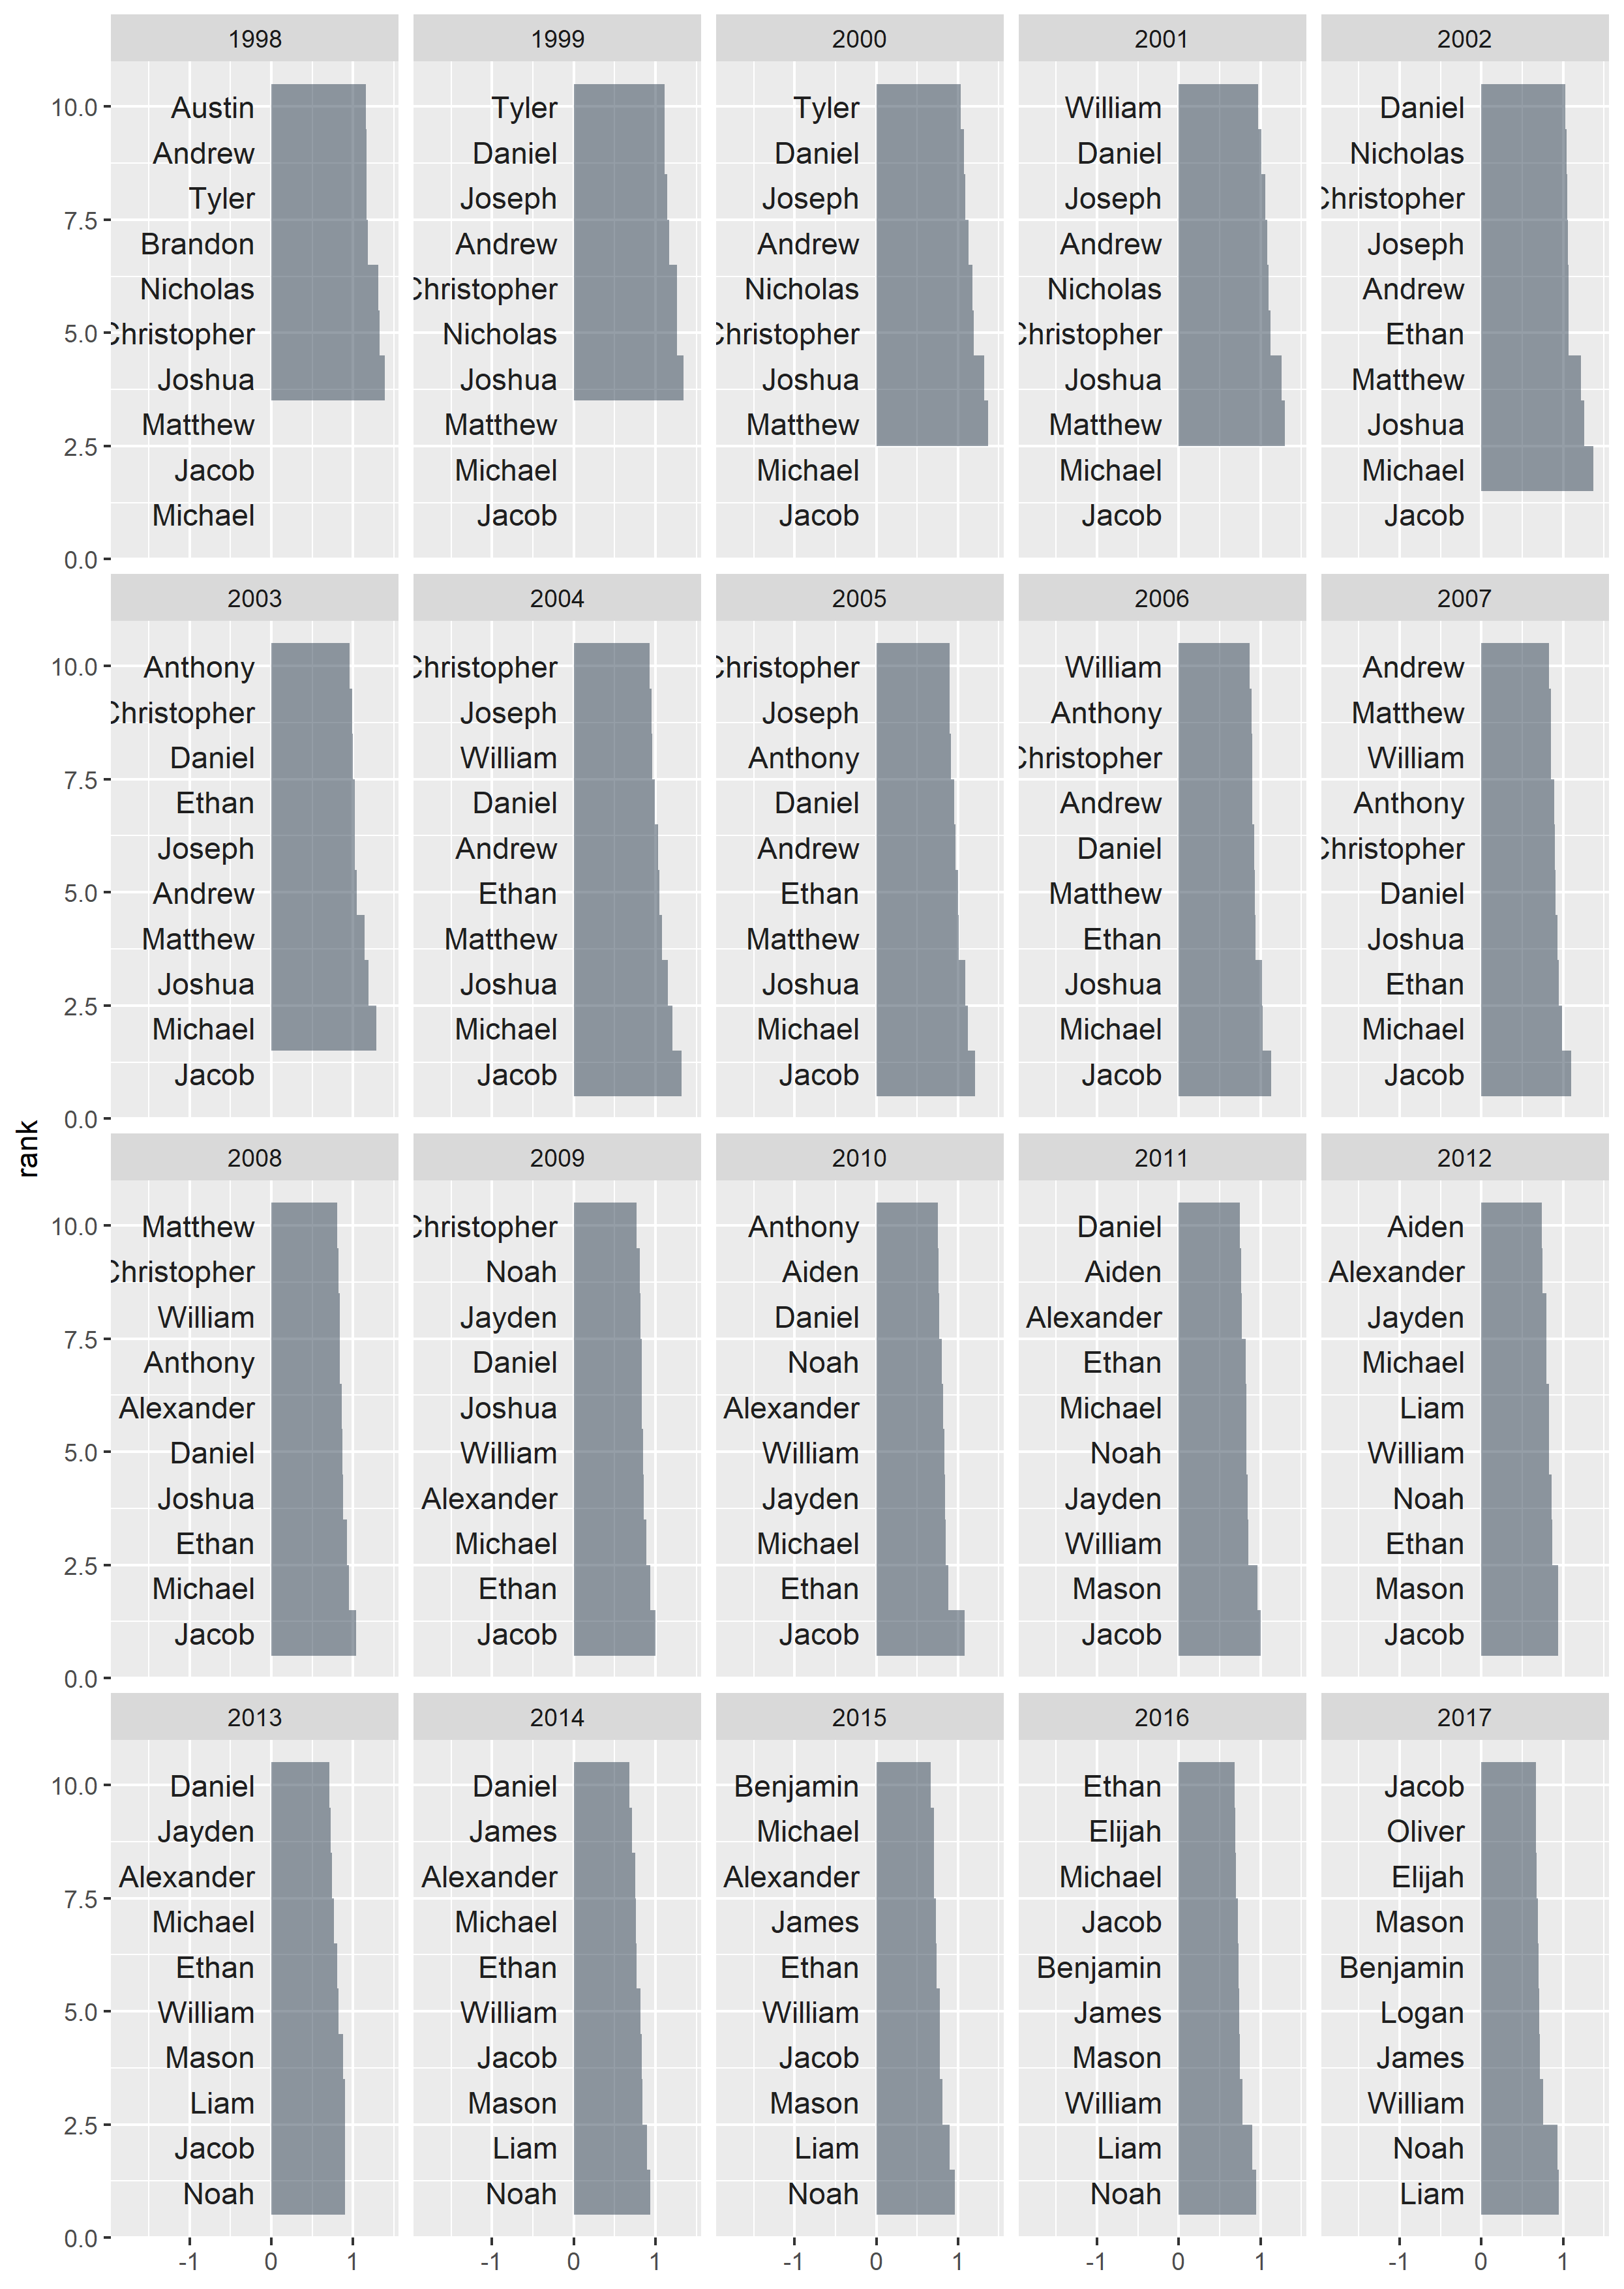 1998 1999 2000 2001 2002
10.0 Austin Tyler Tyler William Daniel
Andrew Daniel Daniel Daniel Nicholas
Tyler Joseph Joseph Joseph Christopher
7.5
Brandon Andrew Andrew Andrew Joseph
Nicholas Christopher Nicholas Nicholas Andrew
5.0 Christopher Nicholas Christopher Christopher Ethan
Joshua Joshua Joshua Joshua Matthew
Matthew Matthew Matthew Matthew Joshua
2.5
Jacob Michael Michael Michael Michael
Michael Jacob Jacob Jacob Jacob
0.0
2003 2004 2005 2006 2007
10.0 Anthony Christopher Christopher William Andrew
Christopher Joseph Joseph Anthony Matthew
Daniel William Anthony Christopher William
7.5
Ethan Daniel Daniel Andrew Anthony
Joseph Andrew Andrew Daniel Christopher
5.0 Andrew Ethan Ethan Matthew Daniel
Matthew Matthew Matthew Ethan Joshua
Joshua Joshua Joshua Joshua Ethan
2.5
Michael Michael Michael Michael Michael
Jacob Jacob Jacob Jacob Jacob
0.0
rank
2008 2009 2010 2011 2012
10.0 Matthew Christopher Anthony Daniel Aiden
Christopher Noah Aiden Aiden Alexander
William Jayden Daniel Alexander Jayden
7.5
Anthony Daniel Noah Ethan Michael
Alexander Joshua Alexander Michael Liam
5.0 Daniel William William Noah William
Joshua Alexander Jayden Jayden Noah
Ethan Michael Michael William Ethan
2.5
Michael Ethan Ethan Mason Mason
Jacob Jacob Jacob Jacob Jacob
0.0
2013 2014 2015 2016 2017
10.0 Daniel Daniel Benjamin Ethan Jacob
Jayden James Michael Elijah Oliver
Alexander Alexander Alexander Michael Elijah
7.5
Michael Michael James Jacob Mason
Ethan Ethan Ethan Benjamin Benjamin
5.0 William William William James Logan
Mason Jacob Jacob Mason James
Liam Mason Mason William William
2.5
Jacob Liam Liam Liam Noah
Noah Noah Noah Noah Liam
0.0
-1 0 1 -1 0 1 -1 0 1 -1 0 1 -1 0 1